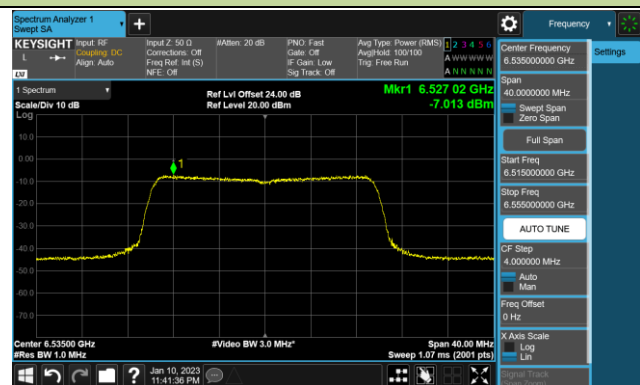 Spectrum Analyzer 1
Swept SA
Frequency
KEYSIGHT
L
LXI
Input: RF
Coupling: DC
Align: Auto
Input Z: 50 Ω
Corrections: Off
Freq Ref: Int (S)
NFE: Off
#Atten: 20 dB
PNO: Fast
Gate: Off
IF Gain: Low
Sig Track: Off
Avg Type: Power (RMS)
Avg|Hold: 100/100
Trig: Free Run
1 2 3 4 5 6
A W W W W W
A N N N N N
1 Spectrum
Scale/Div 10 dB
Log
Ref Lvl Offset 24.00 dB
Ref Level 20.00 dBm
Mkr1 6.527 02 GHz
-7.013 dBm
1
10.0
0.00
-10.0
-20.0
-30.0
-40.0
-50.0
-60.0
-70.0
Center 6.53500 GHz
#Res BW 1.0 MHz
#Video BW 3.0 MHz*
Span 40.00 MHz
Sweep 1.07 ms (2001 pts)
Jan 10, 2023
11:41:36 PM
Center Frequency
6.535000000 GHz
Settings
Span
40.0000000 MHz
Swept Span
Zero Span
Full Span
Start Freq
6.515000000 GHz
Stop Freq
6.555000000 GHz
AUTO TUNE
CF Step
4.000000 MHz
Auto
Man
Freq Offset
0 Hz
X Axis Scale
Log
Lin
Signal Track